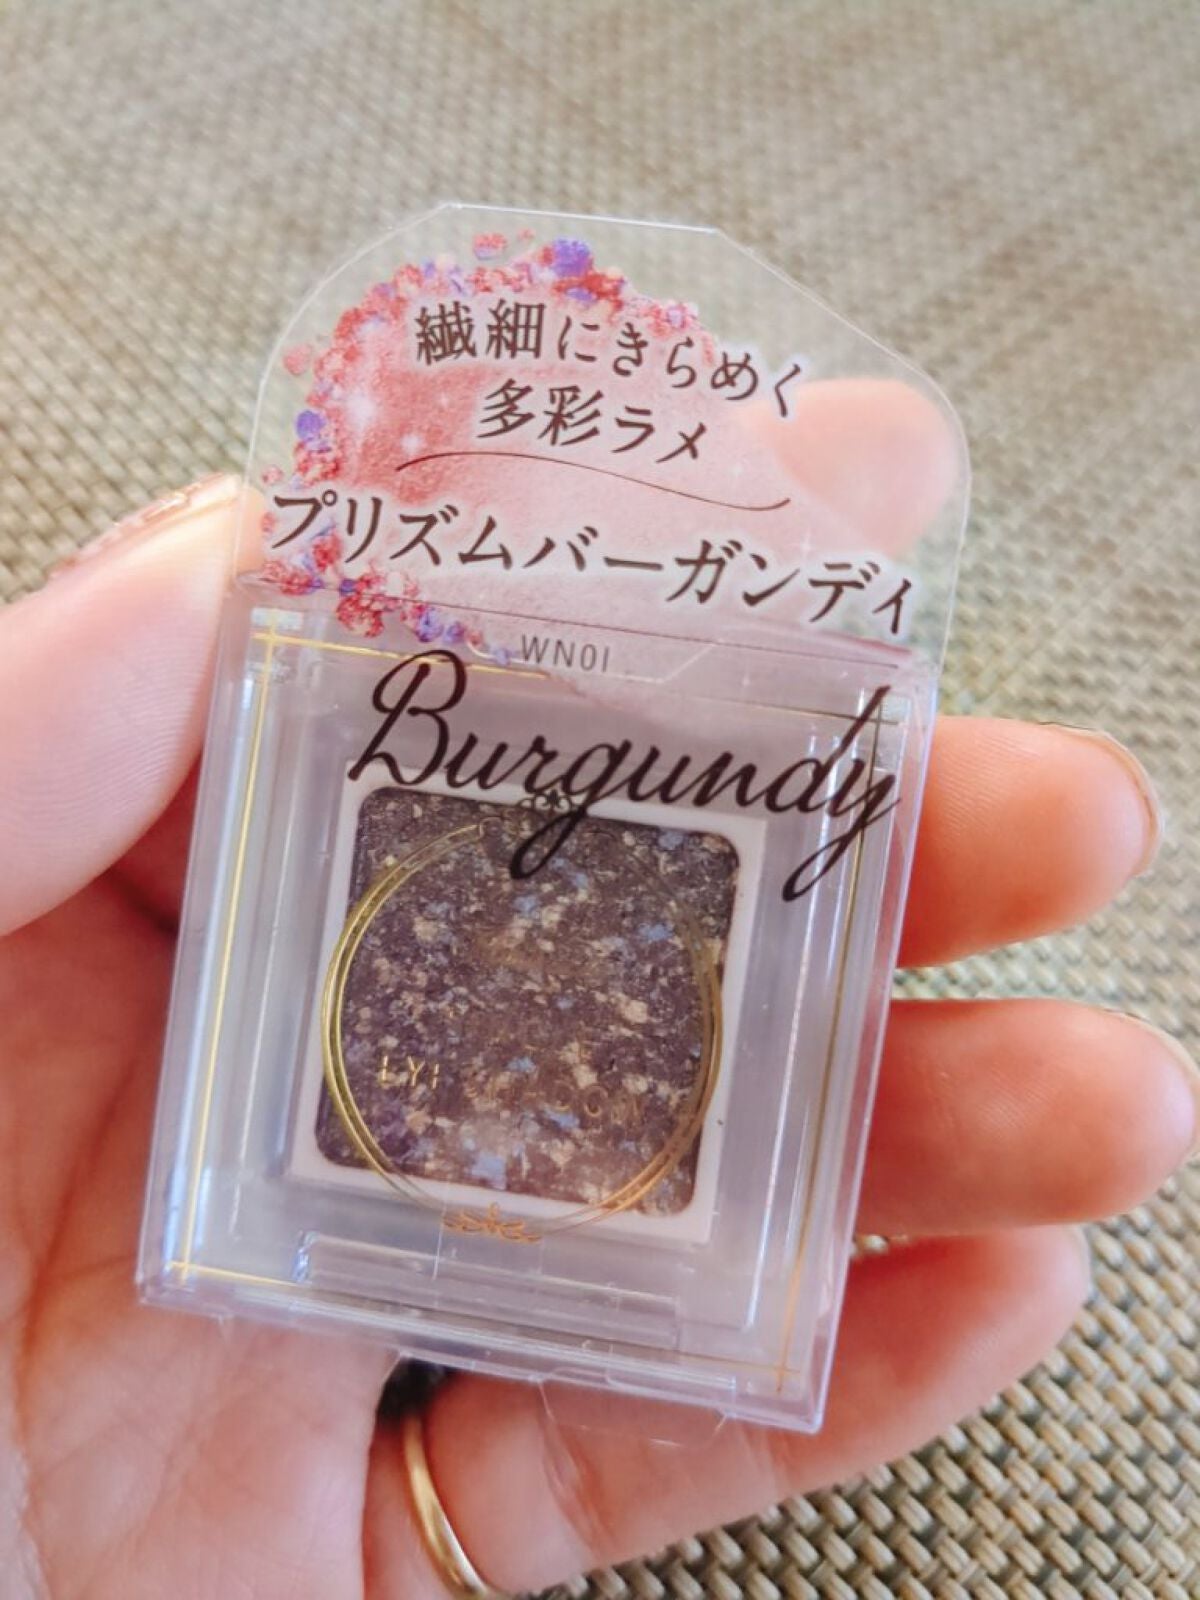 繊細にきらめく
多彩ラメ
プリズムバーガンディ
WN01
Burgundy